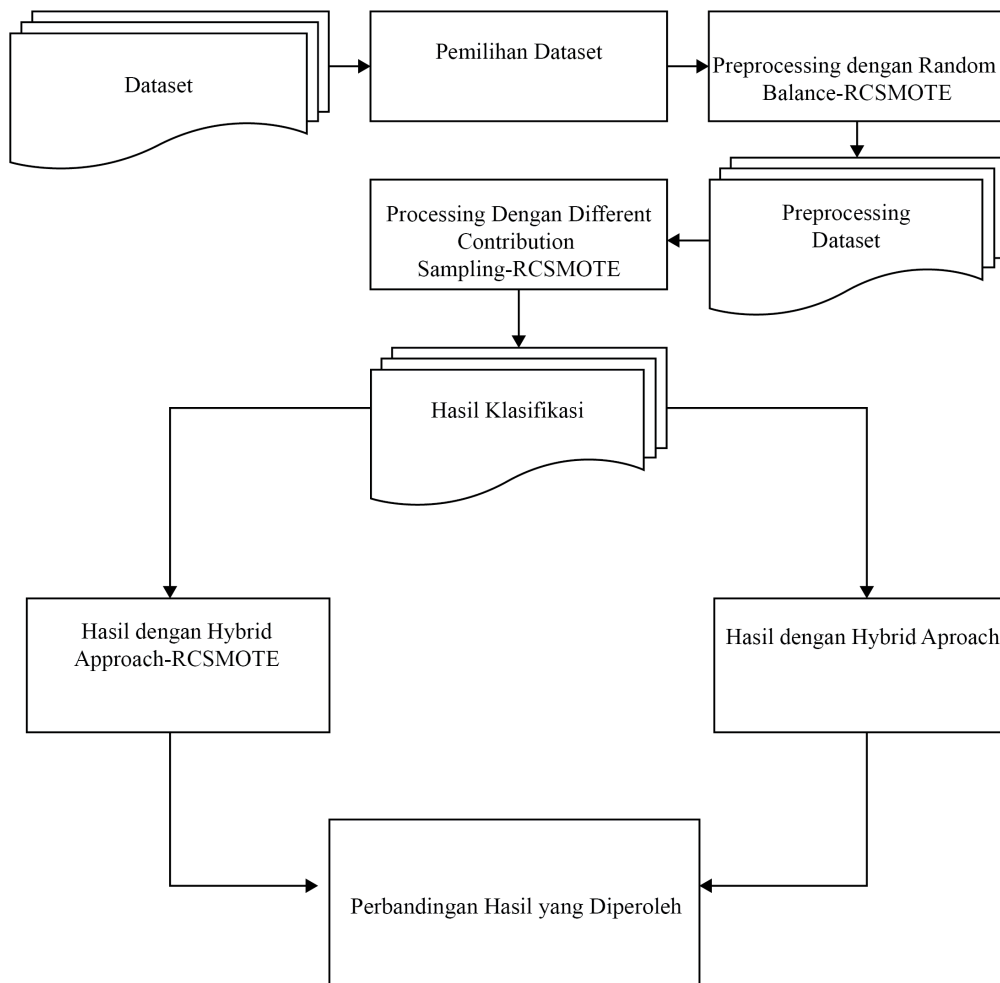 Dataset
Pemilihan Dataset
Preprocessing dengan Random
Balance-RCSMOTE
Processing Dengan Different
Contribution
Sampling-RCSMOTE
Preprocessing
Dataset
Hasil Klasifikasi
Hasil dengan Hybrid
Approach-RCSMOTE
Hasil dengan Hybrid Aproach
Perbandingan Hasil yang Diperoleh